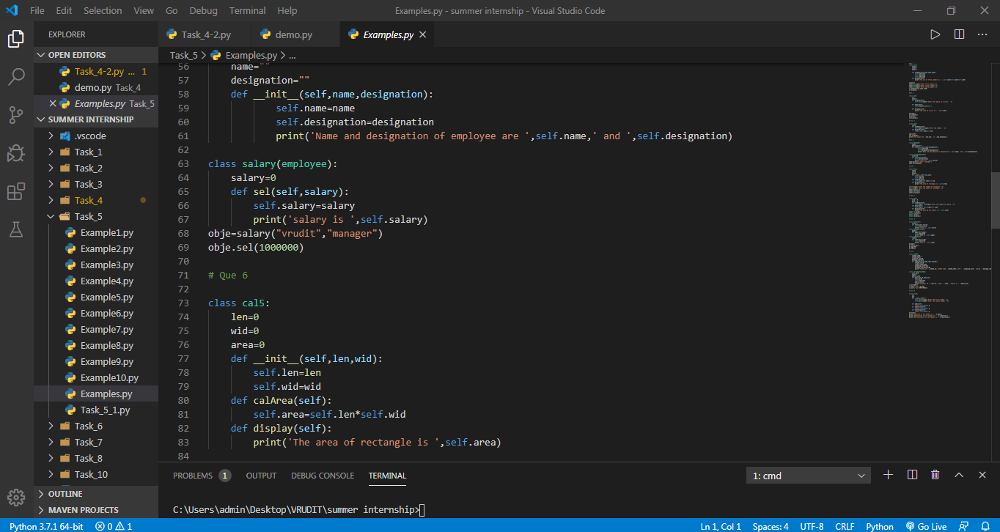 File Edit Selection View Go Debug Terminal Help
Examples.py - summer internship - Visual Studio Code
EXPLORER
OPEN EDITORS
Task_4-2.py ... 1
demo.py Task_4
Examples.py Task_5
SUMMER INTERNSHIP
.vscode
Task_1
Task_2
Task_3
Task_4
Task_5
Example1.py
Example2.py
Example3.py
Example4.py
Example5.py
Example6.py
Example7.py
Example8.py
Example9.py
Example10.py
Examples.py
Task_5_1.py
Task_6
Task_7
Task_8
Task_10
OUTLINE
MAVEN PROJECTS
Task_4-2.py demo.py Examples.py
Task_5 > Examples.py > ...
56 name=""
57 designation=""
58 def __init__(self,name,designation):
59 self.name=name
60 self.designation=designation
61 print('Name and designation of employee are ',self.name,' and ',self.designation)
62
63 class salary(employee):
64 salary=0
65 def sel(self,salary):
66 self.salary=salary
67 print('salary is ',self.salary)
68 obje=salary("vrudit","manager")
69 obje.sel(1000000)
70
71 # Que 6
72
73 class cal5:
74 len=0
75 wid=0
76 area=0
77 def __init__(self,len,wid):
78 self.len=len
79 self.wid=wid
80 def calArea(self):
81 self.area=self.len*self.wid
82 def display(self):
83 print('The area of rectangle is ',self.area)
84
PROBLEMS 1 OUTPUT DEBUG CONSOLE TERMINAL 1: cmd
C:\Users\admin\Desktop\VRUDIT\summer internship>
Python 3.7.1 64-bit 0 1 Ln 1, Col 1 Spaces: 4 UTF-8 CRLF Python Go Live